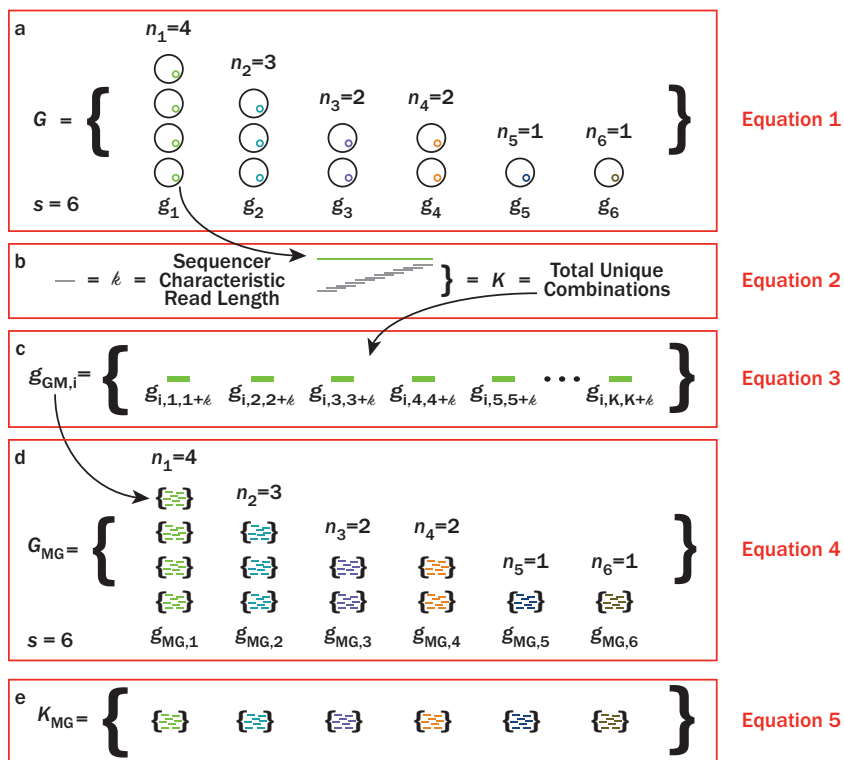 a
n1=4
n2=3
n3=2
n4=2
n5=1
n6=1
G = { }
Equation 1
s = 6
g1 g2 g3 g4 g5 g6
b
— = 𝓀 = Sequencer Characteristic Read Length } = K = Total Unique Combinations
Equation 2
c
gGM,i= { }
gi,1,1+𝓀 gi,2,2+𝓀 gi,3,3+𝓀 gi,4,4+𝓀 gi,5,5+𝓀 ••• gi,K,K+𝓀
Equation 3
d
n1=4
n2=3
n3=2
n4=2
n5=1
n6=1
GMG= { }
Equation 4
s = 6
gMG,1 gMG,2 gMG,3 gMG,4 gMG,5 gMG,6
e
KMG= { { } { } { } { } { } { } }
Equation 5